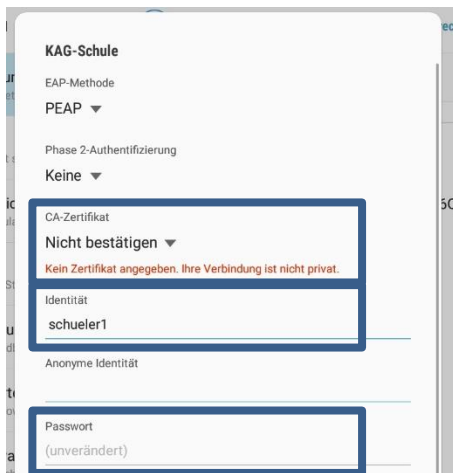 KAG-Schule
EAP-Methode
PEAP
Phase 2-Authentifizierung
Keine
CA-Zertifikat
Nicht bestätigen
Kein Zertifikat angegeben. Ihre Verbindung ist nicht privat.
Identität
schueler1
Anonyme Identität
Passwort
(unverändert)